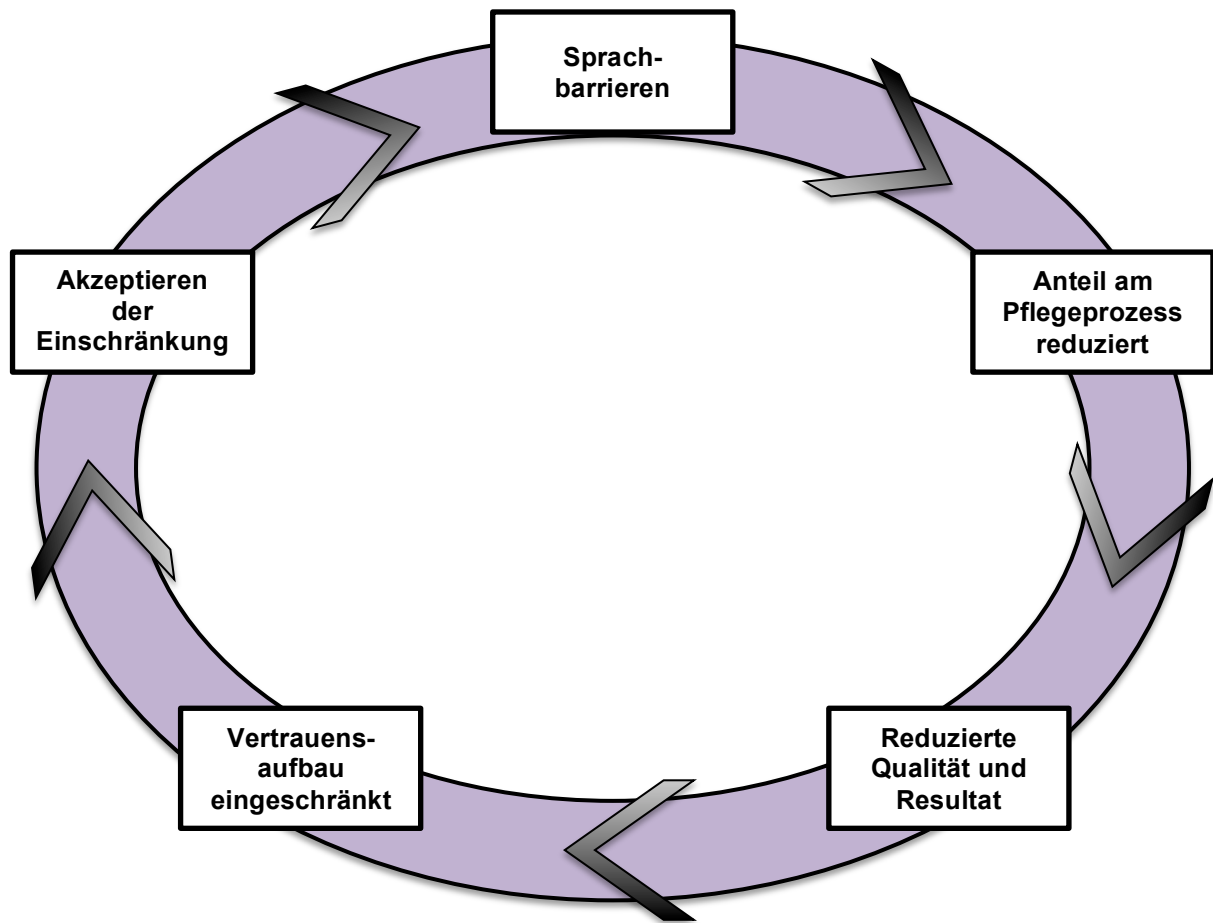 Sprach-
barrieren
Anteil am
Pflegeprozess
reduziert
Reduzierte
Qualität und
Resultat
Vertrauens-
aufbau
eingeschränkt
Akzeptieren
der
Einschränkung